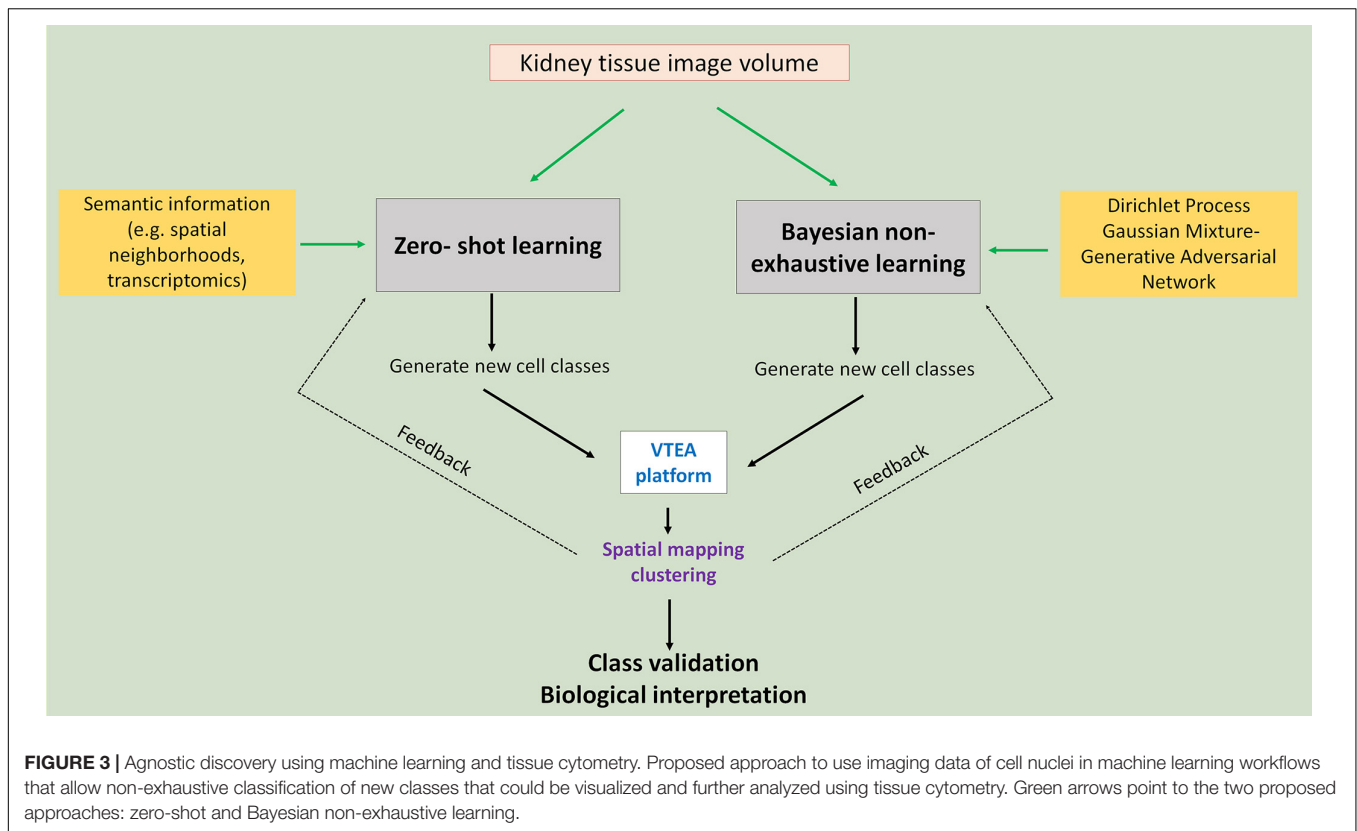 Kidney tissue image volume
Semantic information
(e.g. spatial
neighborhoods,
transcriptomics)
Zero- shot learning
Bayesian non-
exhaustive learning
Dirichlet Process
Gaussian Mixture-
Generative Adversarial
Network
Generate new cell classes
Generate new cell classes
Feedback
VTEA
platform
Feedback
Spatial mapping
clustering
Class validation
Biological interpretation
FIGURE 3 | Agnostic discovery using machine learning and tissue cytometry. Proposed approach to use imaging data of cell nuclei in machine learning workflows
that allow non-exhaustive classification of new classes that could be visualized and further analyzed using tissue cytometry. Green arrows point to the two proposed
approaches: zero-shot and Bayesian non-exhaustive learning.